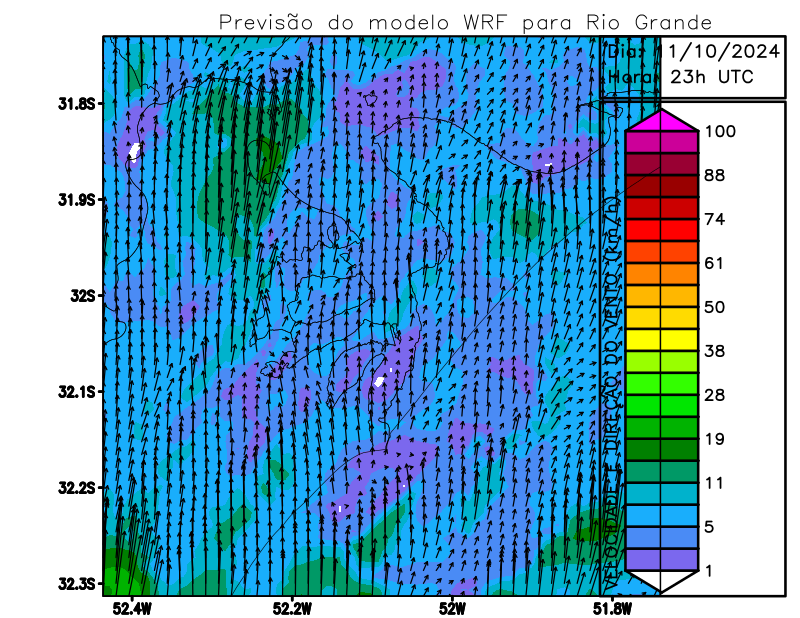 Previsão do modelo WRF para Rio Grande
Dia: 11/10/2024
Hora: 23h UTC
31.8S
31.9S
32S
32.1S
32.2S
32.3S
52.4W
52.2W
52W
51.8W
VELOCIDADE E DIREÇÃO DO VENTO (km/h)
100
88
74
61
50
38
28
19
11
5
1